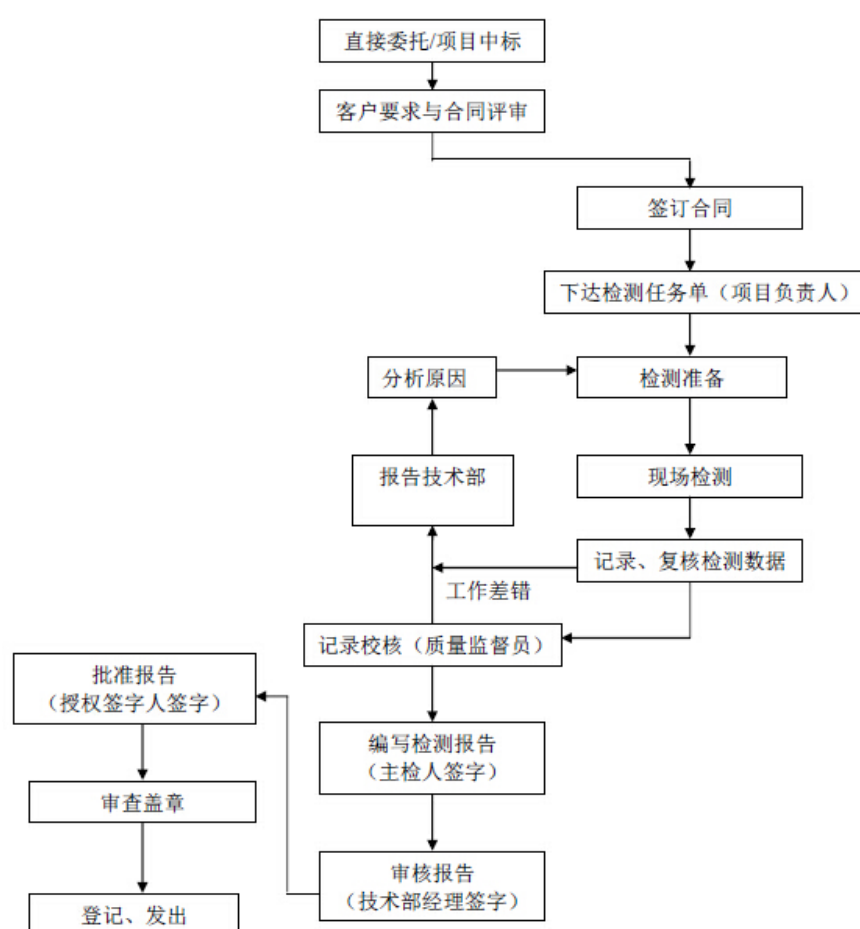 直接委托/项目中标
客户要求与合同评审
签订合同
下达检测任务单（项目负责人）
分析原因
检测准备
报告技术部
现场检测
记录、复核检测数据
工作差错
记录校核（质量监督员）
批准报告
（授权签字人签字）
编写检测报告
（主检人签字）
审查盖章
审核报告
（技术部经理签字）
登记、发出